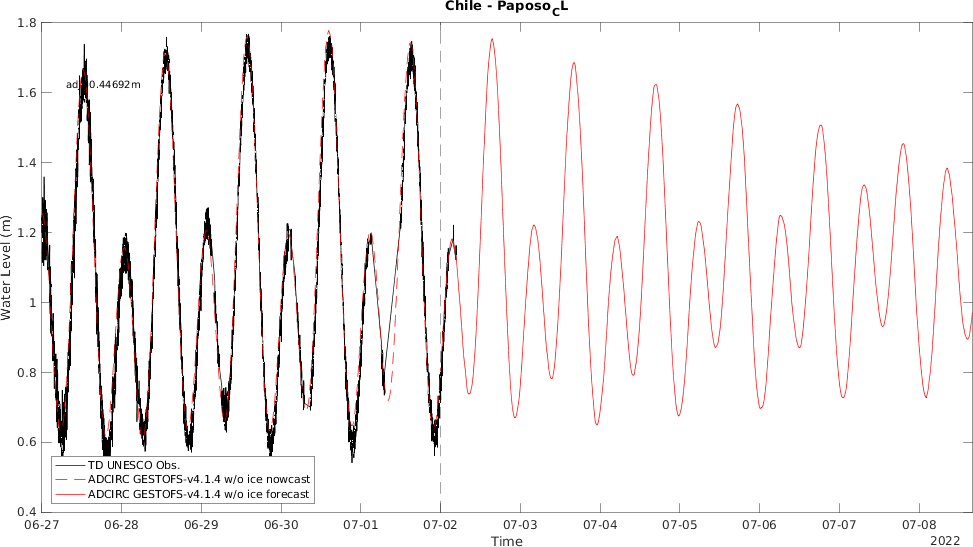 Chile - Paposo_CL
1.8
1.6
1.4
1.2
1
0.8
0.6
0.4
Water Level (m)
0.44692m
TD UNESCO Obs.
ADCIRC GESTOFS-v4.1.4 w/o ice nowcast
ADCIRC GESTOFS-v4.1.4 w/o ice forecast
06-27 06-28 06-29 06-30 07-01 07-02 07-03 07-04 07-05 07-06 07-07 07-08
Time
2022